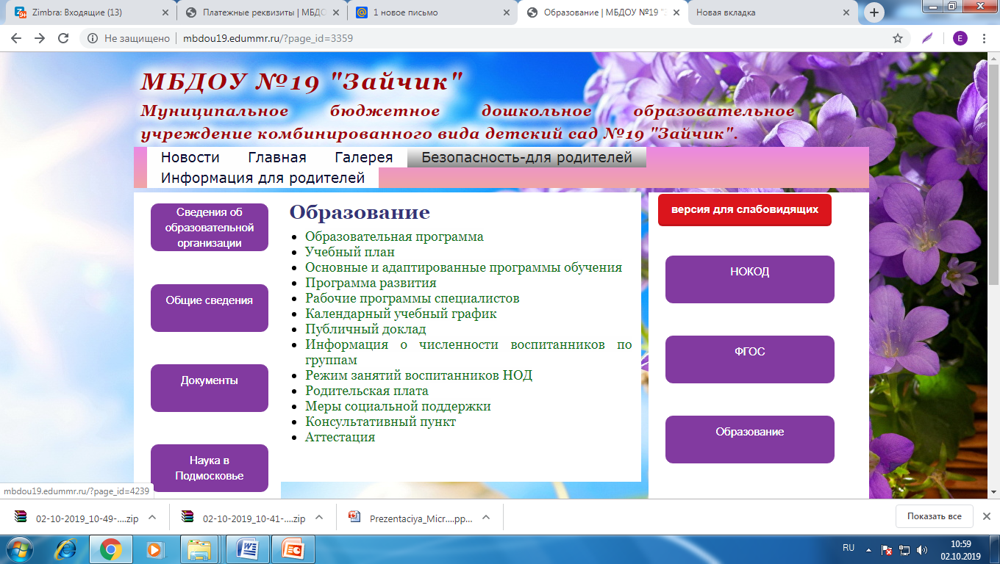 Zimbra: Входящие (13)
Платежные реквизиты | МБДО
1 новое письмо
Образование | МБДОУ №19 "З
Новая вкладка
Не защищено
mbdou19.edummr.ru/?page_id=3359
E
МБДОУ №19 "Зайчик"
Муниципальное бюджетное дошкольное образовательное
учреждение комбинированного вида детский сад №19 "Зайчик".
Новости Главная Галерея Безопасность-для родителей
Информация для родителей
Сведения об
образовательной
организации
Общие сведения
Документы
Наука в
Подмосковье
Образование
Образовательная программа
Учебный план
Основные и адаптированные программы обучения
Программа развития
Рабочие программы специалистов
Календарный учебный график
Публичный доклад
Информация о численности воспитанников по
группам
Режим занятий воспитанников НОД
Родительская плата
Меры социальной поддержки
Консультативный пункт
Аттестация
версия для слабовидящих
НОКОД
ФГОС
Образование
mbdou19.edummr.ru/?page_id=4239
02-10-2019_10-49-....zip
02-10-2019_10-41-....zip
Prezentaciya_Micr....pp...
Показать все
RU
10:59
02.10.2019